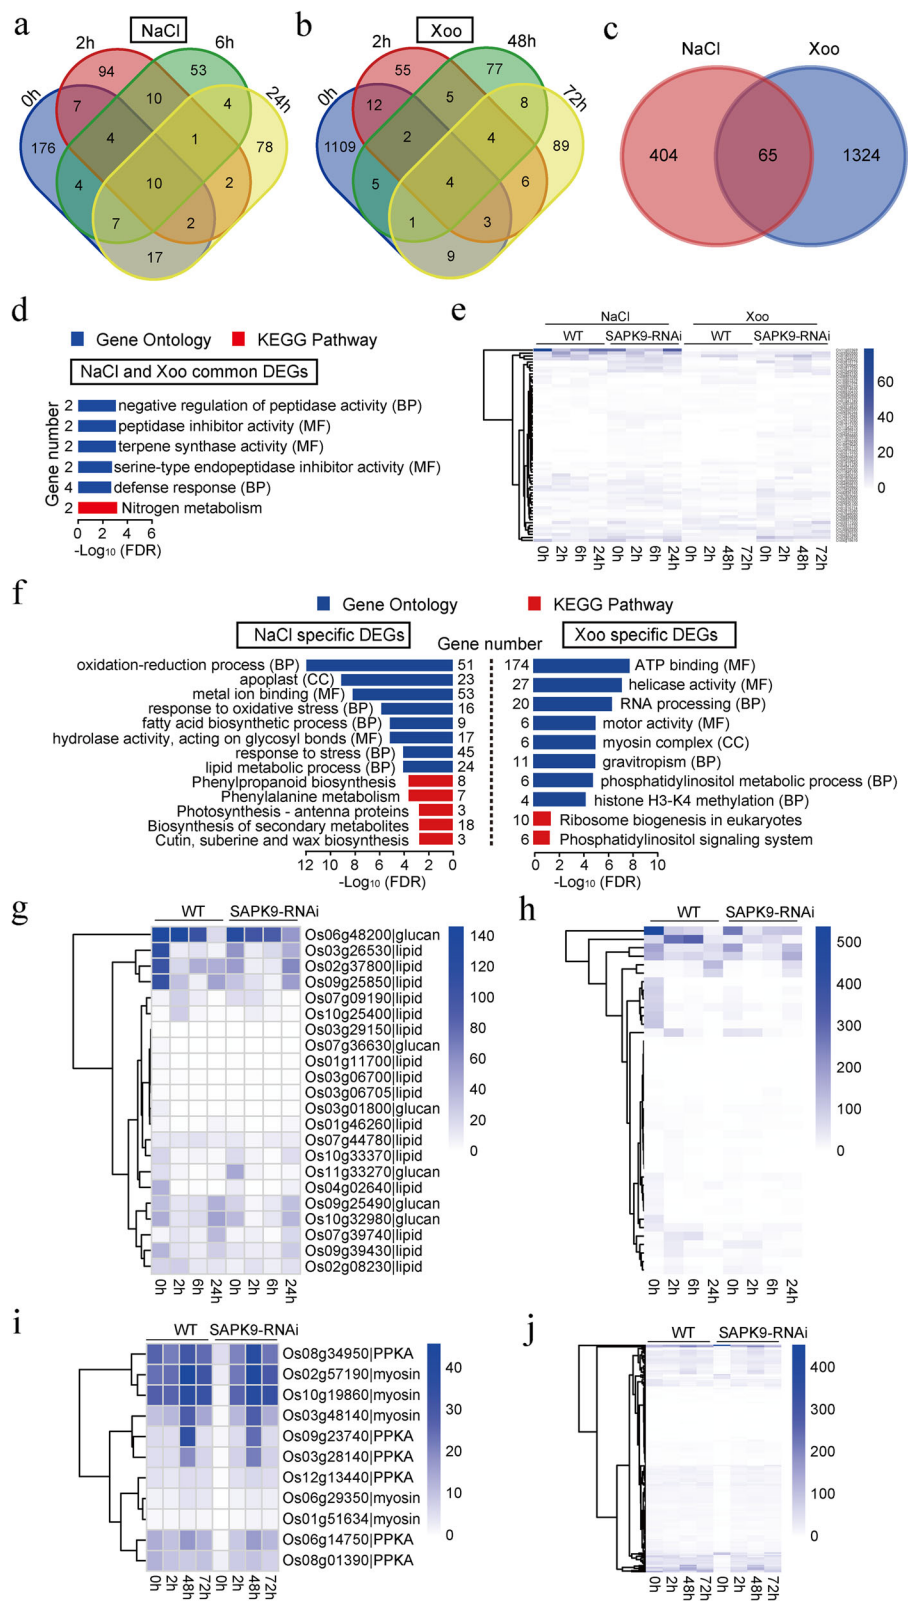 a
NaCl
0h
2h
6h
24h
94
53
7
10
4
176
4
1
78
4
10
2
7
2
17
b
Xoo
0h
2h
48h
72h
55
77
12
5
8
1109
2
4
89
5
4
6
1
3
9
c
NaCl
Xoo
404
65
1324
d
Gene Ontology
KEGG Pathway
NaCl and Xoo common DEGs
Gene number
2 negative regulation of peptidase activity (BP)
2 peptidase inhibitor activity (MF)
2 terpene synthase activity (MF)
2 serine-type endopeptidase inhibitor activity (MF)
4 defense response (BP)
2 Nitrogen metabolism
0 2 4 6
-Log₁₀ (FDR)
e
NaCl
Xoo
WT
SAPK9-RNAi
WT
SAPK9-RNAi
60
40
20
0
0h 2h 6h 24h 0h 2h 6h 24h 0h 2h 48h 72h 0h 2h 48h 72h
f
Gene Ontology
KEGG Pathway
NaCl specific DEGs
Gene number
Xoo specific DEGs
oxidation-reduction process (BP) 51
apoplast (CC) 23
metal ion binding (MF) 53
response to oxidative stress (BP) 16
fatty acid biosynthetic process (BP) 9
hydrolase activity, acting on glycosyl bonds (MF) 17
response to stress (BP) 45
lipid metabolic process (BP) 24
Phenylpropanoid biosynthesis 8
Phenylalanine metabolism 7
Photosynthesis - antenna proteins 3
Biosynthesis of secondary metabolites 18
Cutin, suberine and wax biosynthesis 3
12 10 8 6 4 2 0
-Log₁₀ (FDR)
174 ATP binding (MF)
27 helicase activity (MF)
20 RNA processing (BP)
6 motor activity (MF)
6 myosin complex (CC)
11 gravitropism (BP)
6 phosphatidylinositol metabolic process (BP)
4 histone H3-K4 methylation (BP)
10 Ribosome biogenesis in eukaryotes
6 Phosphatidylinositol signaling system
0 2 4 6 8 10
-Log₁₀ (FDR)
g
WT
SAPK9-RNAi
Os06g48200|glucan
Os03g26530|lipid
Os02g37800|lipid
Os09g25850|lipid
Os07g09190|lipid
Os10g25400|lipid
Os03g29150|lipid
Os07g36630|glucan
Os01g11700|lipid
Os03g06700|lipid
Os03g06705|lipid
Os03g01800|glucan
Os01g46260|lipid
Os07g44780|lipid
Os10g33370|lipid
Os11g33270|glucan
Os04g02640|lipid
Os09g25490|glucan
Os10g32980|glucan
Os07g39740|lipid
Os09g39430|lipid
Os02g08230|lipid
0h 2h 6h 24h 0h 2h 6h 24h
140
120
100
80
60
40
20
0
h
WT
SAPK9-RNAi
500
400
300
200
100
0
0h 2h 6h 24h 0h 2h 6h 24h
i
WT
SAPK9-RNAi
Os08g34950|PPKA
Os02g57190|myosin
Os10g19860|myosin
Os03g48140|myosin
Os09g23740|PPKA
Os03g28140|PPKA
Os12g13440|PPKA
Os06g29350|myosin
Os01g51634|myosin
Os06g14750|PPKA
Os08g01390|PPKA
0h 2h 48h 72h 0h 2h 48h 72h
40
30
20
10
0
j
WT
SAPK9-RNAi
400
300
200
100
0
0h 2h 48h 72h 0h 2h 48h 72h